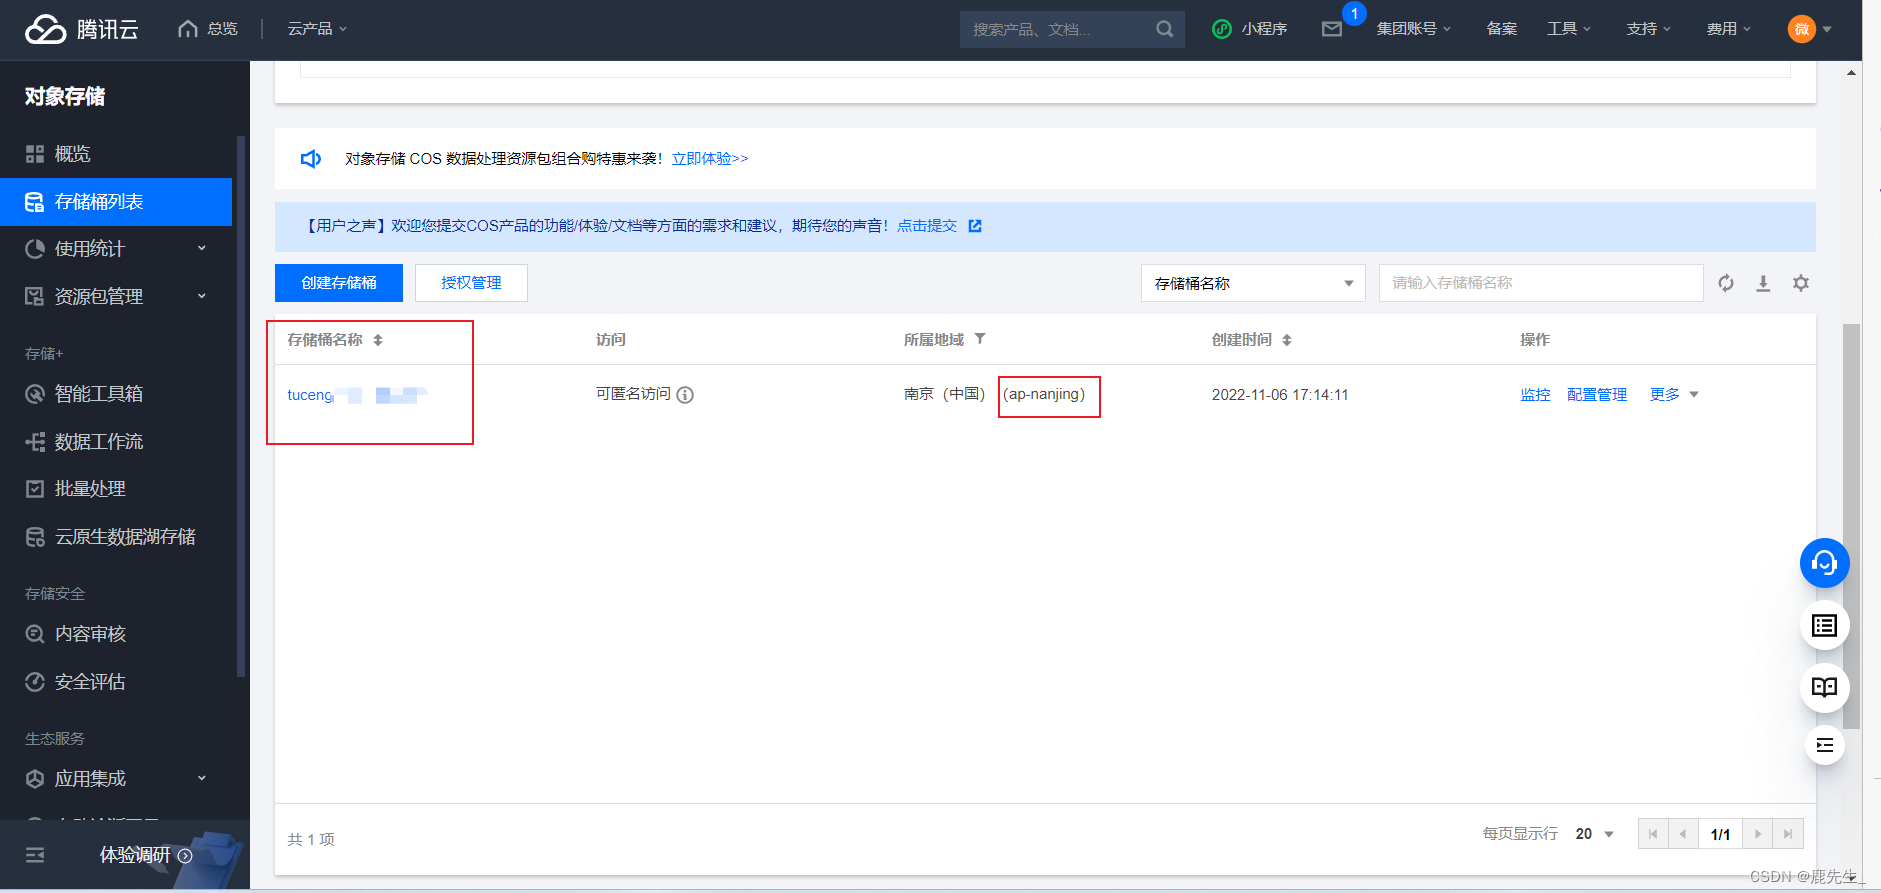 腾讯云 总览 云产品 搜索产品、文档... 小程序 1 集团账号 备案 工具 支持 费用 微
对象存储
概览
存储桶列表
使用统计
资源包管理
存储+
智能工具箱
数据工作流
批量处理
云原生数据湖存储
存储安全
内容审核
安全评估
生态服务
应用集成
体验调研
对象存储 COS 数据处理资源包组合购特惠来袭！立即体验>>
【用户之声】欢迎您提交COS产品的功能/体验/文档等方面的需求和建议，期待您的声音！点击提交
创建存储桶 授权管理 存储桶名称 请输入存储桶名称
存储桶名称 访问 所属地域 创建时间 操作
tuceng 可匿名访问 南京（中国） (ap-nanjing) 2022-11-06 17:14:11 监控 配置管理 更多
共 1 项 每页显示行 20 1/1
CSDN @鹿先生_